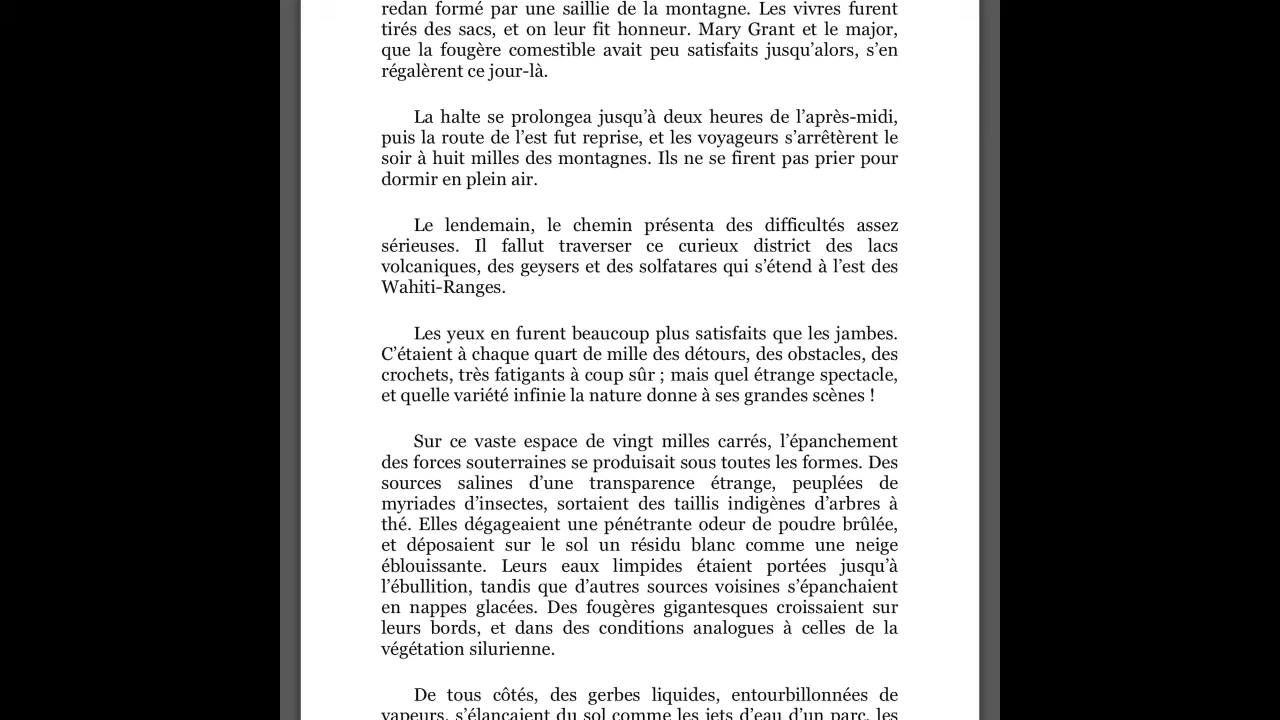 redan formé par une saillie de la montagne. Les vivres furent
tirés des sacs, et on leur fit honneur. Mary Grant et le major,
que la fougère comestible avait peu satisfaits jusqu’alors, s’en
régalèrent ce jour-là.
La halte se prolongea jusqu’à deux heures de l’après-midi,
puis la route de l’est fut reprise, et les voyageurs s’arrêtèrent le
soir à huit milles des montagnes. Ils ne se firent pas prier pour
dormir en plein air.
Le lendemain, le chemin présenta des difficultés assez
sérieuses. Il fallut traverser ce curieux district des lacs
volcaniques, des geysers et des solfatares qui s’étend à l’est des
Wahiti-Ranges.
Les yeux en furent beaucoup plus satisfaits que les jambes.
C’étaient à chaque quart de mille des détours, des obstacles, des
crochets, très fatigants à coup sûr ; mais quel étrange spectacle,
et quelle variété infinie la nature donne à ses grandes scènes !
Sur ce vaste espace de vingt milles carrés, l’épanchement
des forces souterraines se produisait sous toutes les formes. Des
sources salines d’une transparence étrange, peuplées de
myriades d’insectes, sortaient des taillis indigènes d’arbres à
thé. Elles dégageaient une pénétrante odeur de poudre brûlée,
et déposaient sur le sol un résidu blanc comme une neige
éblouissante. Leurs eaux limpides étaient portées jusqu’à
l’ébullition, tandis que d’autres sources voisines s’épanchaient
en nappes glacées. Des fougères gigantesques croissaient sur
leurs bords, et dans des conditions analogues à celles de la
végétation silurienne.
De tous côtés, des gerbes liquides, entourbillonnées de
vapeurs, s’élançaient du sol comme les jets d’eau d’un parc, les